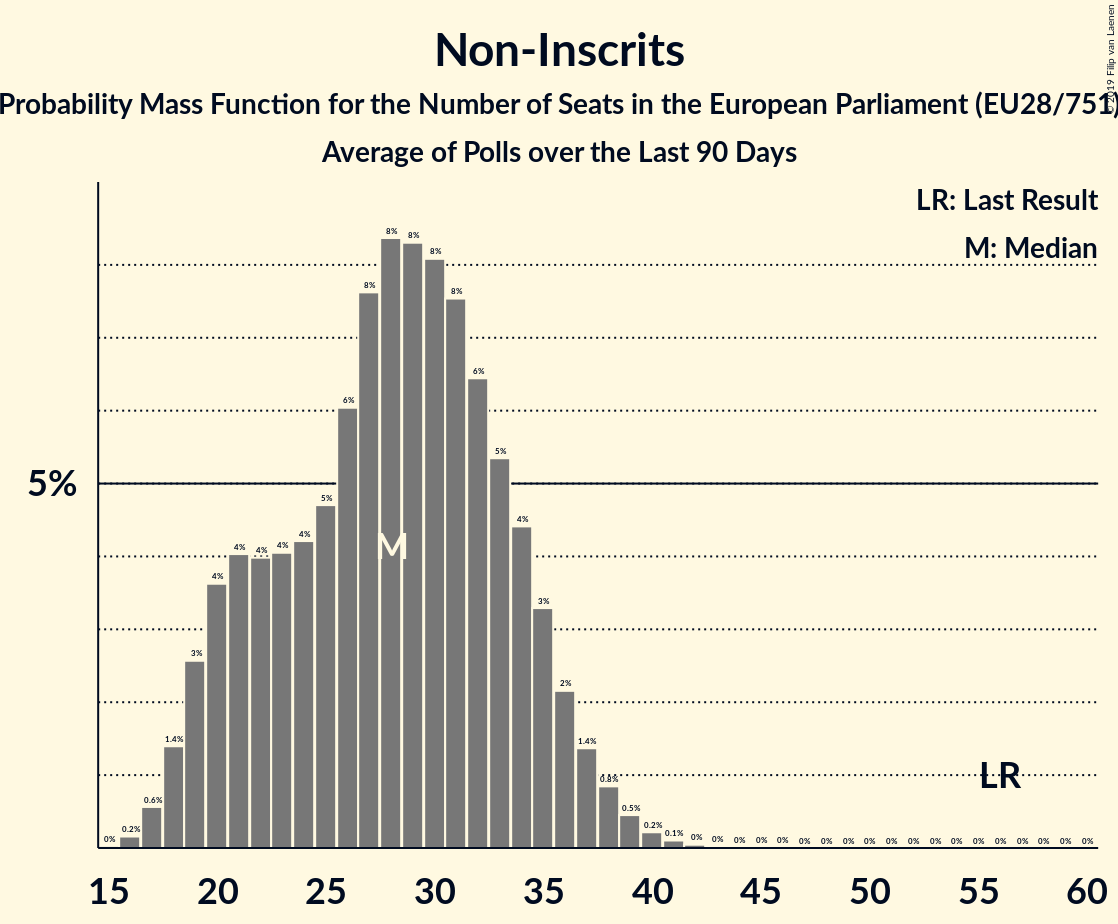 © 2019 Filip van Laenen
Non-Inscrits
Probability Mass Function for the Number of Seats in the European Parliament (EU28/751)
Average of Polls over the Last 90 Days
LR: Last Result
M: Median
5%
0% 0.2% 0.6% 1.4% 3% 4% 4% 4% 4% 4% 5% 6% 8% 8% 8% 8% 8% 6% 5% 4% 3% 2% 1.4% 0.8% 0.5% 0.2% 0.1% 0% 0% 0% 0% 0% 0% 0% 0% 0% 0% 0% 0% 0% 0% 0% 0% 0% 0% 0%
M
LR
15 20 25 30 35 40 45 50 55 60